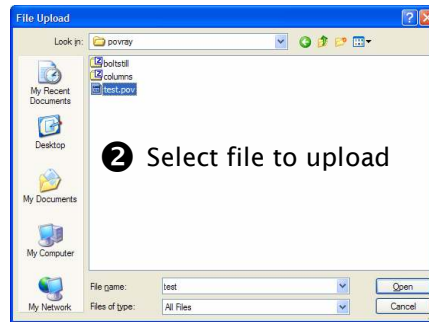 File Upload
Look in: povray
boltstill
columns
test.pov
My Recent
Documents
Desktop
❷ Select file to upload
My Documents
My Computer
My Network
File name: test Open
Files of type: All Files Cancel